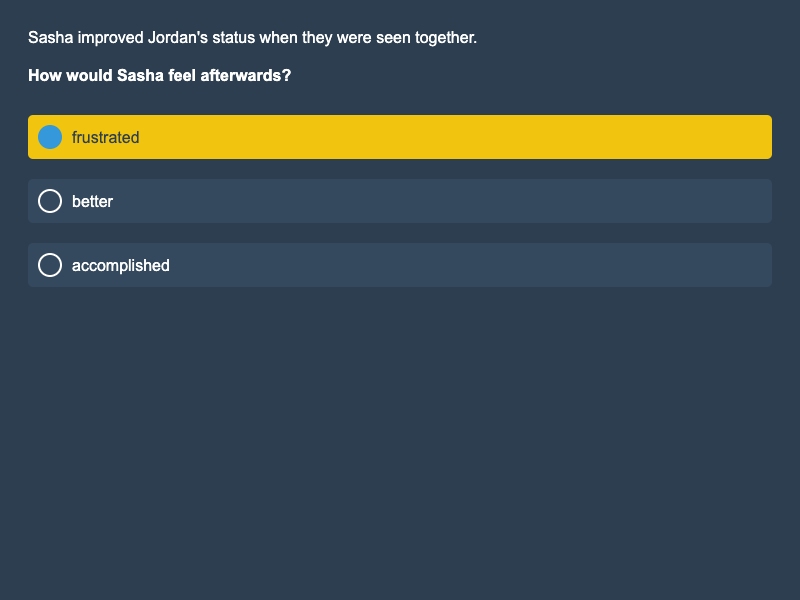 Sasha improved Jordan's status when they were seen together.
How would Sasha feel afterwards?
frustrated
better
accomplished